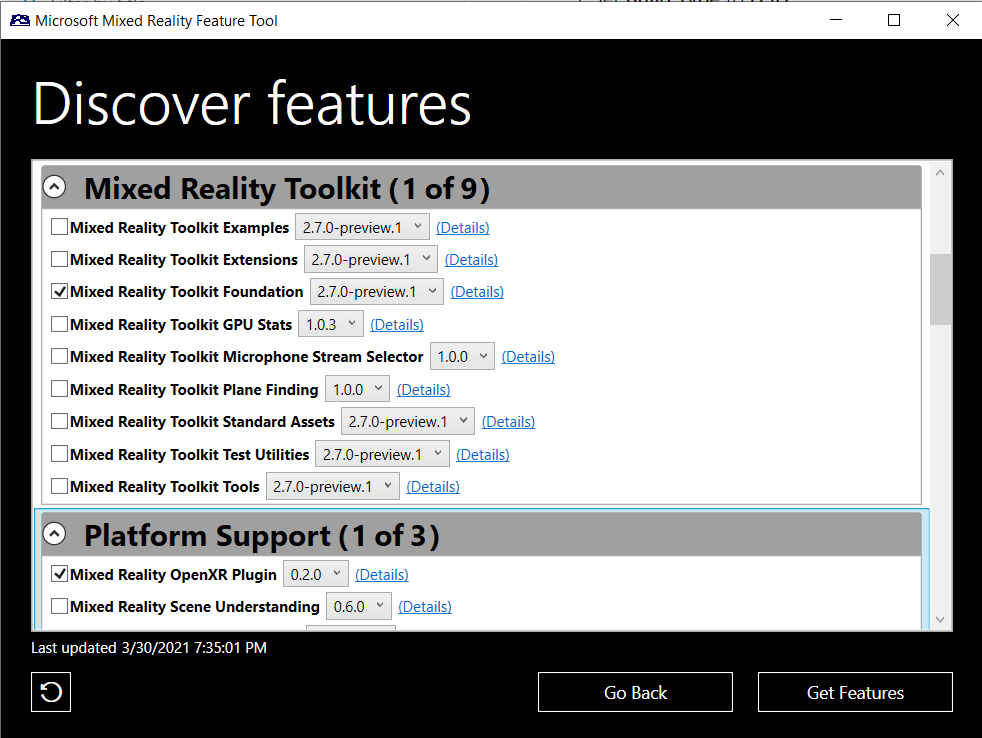 Microsoft Mixed Reality Feature Tool
Discover features
Mixed Reality Toolkit (1 of 9)
Mixed Reality Toolkit Examples 2.7.0-preview.1 (Details)
Mixed Reality Toolkit Extensions 2.7.0-preview.1 (Details)
Mixed Reality Toolkit Foundation 2.7.0-preview.1 (Details)
Mixed Reality Toolkit GPU Stats 1.0.3 (Details)
Mixed Reality Toolkit Microphone Stream Selector 1.0.0 (Details)
Mixed Reality Toolkit Plane Finding 1.0.0 (Details)
Mixed Reality Toolkit Standard Assets 2.7.0-preview.1 (Details)
Mixed Reality Toolkit Test Utilities 2.7.0-preview.1 (Details)
Mixed Reality Toolkit Tools 2.7.0-preview.1 (Details)
Platform Support (1 of 3)
Mixed Reality OpenXR Plugin 0.2.0 (Details)
Mixed Reality Scene Understanding 0.6.0 (Details)
Last updated 3/30/2021 7:35:01 PM
Go Back
Get Features